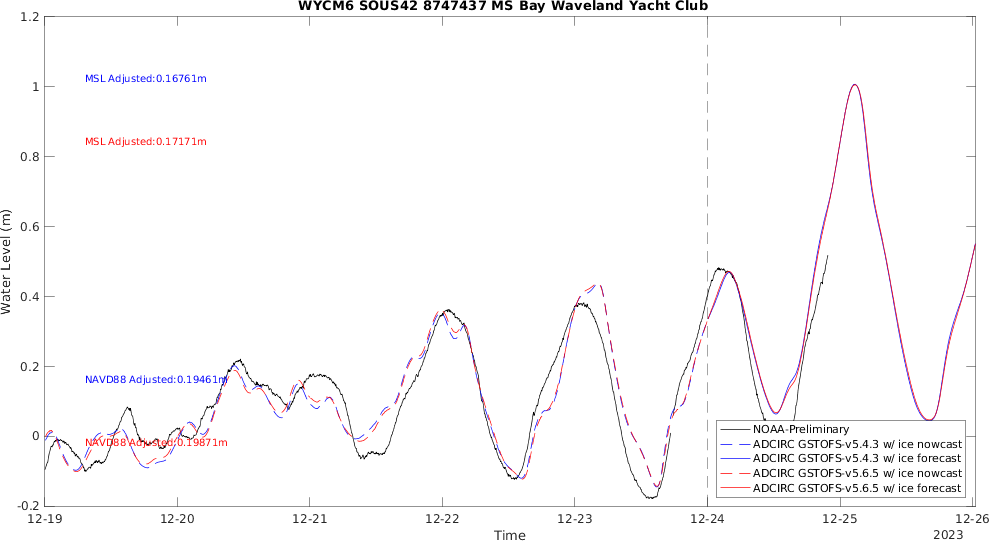 WYCM6 SOUS42 8747437 MS Bay Waveland Yacht Club
1.2
1
0.8
0.6
0.4
0.2
0
-0.2
Water Level (m)
MSL Adjusted:0.16761m
MSL Adjusted:0.17171m
NAVD88 Adjusted:0.19461m
NAVD88 Adjusted:0.19871m
NOAA-Preliminary
ADCIRC GSTOFS-v5.4.3 w/ ice nowcast
ADCIRC GSTOFS-v5.4.3 w/ ice forecast
ADCIRC GSTOFS-v5.6.5 w/ ice nowcast
ADCIRC GSTOFS-v5.6.5 w/ ice forecast
12-19 12-20 12-21 12-22 12-23 12-24 12-25 12-26
Time
2023